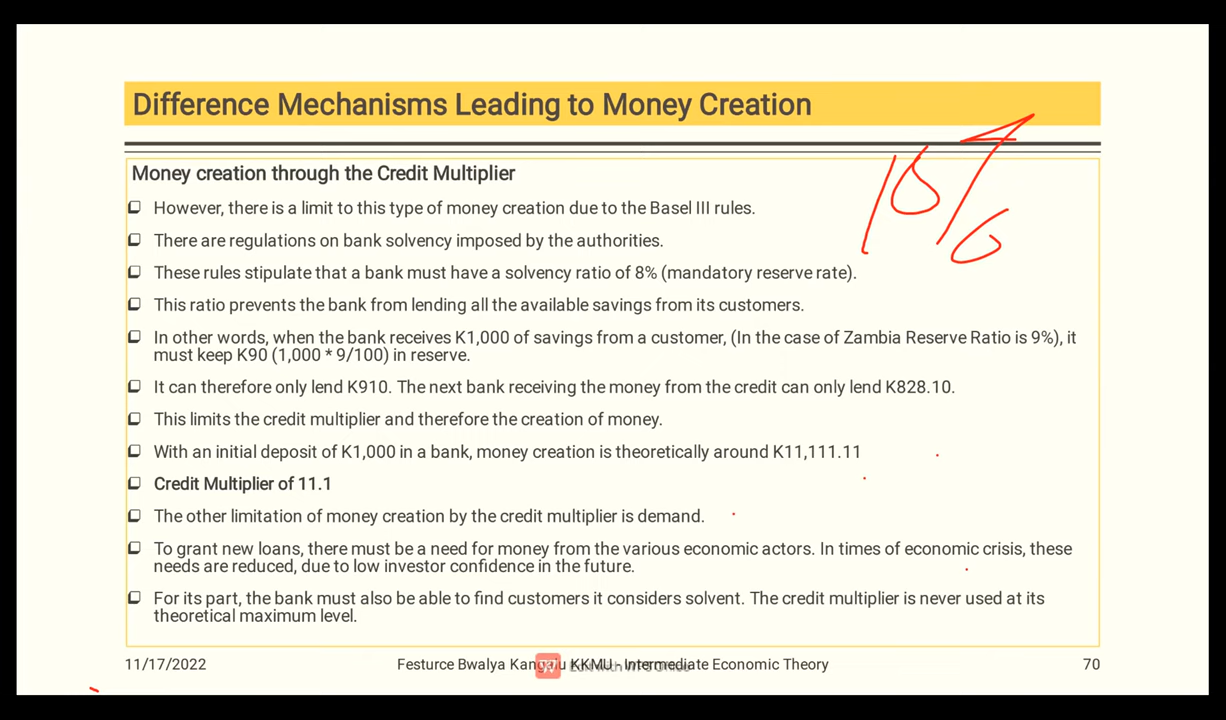 Difference Mechanisms Leading to Money Creation
Money creation through the Credit Multiplier
However, there is a limit to this type of money creation due to the Basel III rules.
There are regulations on bank solvency imposed by the authorities.
These rules stipulate that a bank must have a solvency ratio of 8% (mandatory reserve rate).
This ratio prevents the bank from lending all the available savings from its customers.
In other words, when the bank receives K1,000 of savings from a customer, (In the case of Zambia Reserve Ratio is 9%), it
must keep K90 (1,000 * 9/100) in reserve.
It can therefore only lend K910. The next bank receiving the money from the credit can only lend K828.10.
This limits the credit multiplier and therefore the creation of money.
With an initial deposit of K1,000 in a bank, money creation is theoretically around K11,111.11
Credit Multiplier of 11.1
The other limitation of money creation by the credit multiplier is demand.
To grant new loans, there must be a need for money from the various economic actors. In times of economic crisis, these
needs are reduced, due to low investor confidence in the future.
For its part, the bank must also be able to find customers it considers solvent. The credit multiplier is never used at its
theoretical maximum level.
11/17/2022 Festurce Bwalya KKMU - Intermediate Economic Theory 70